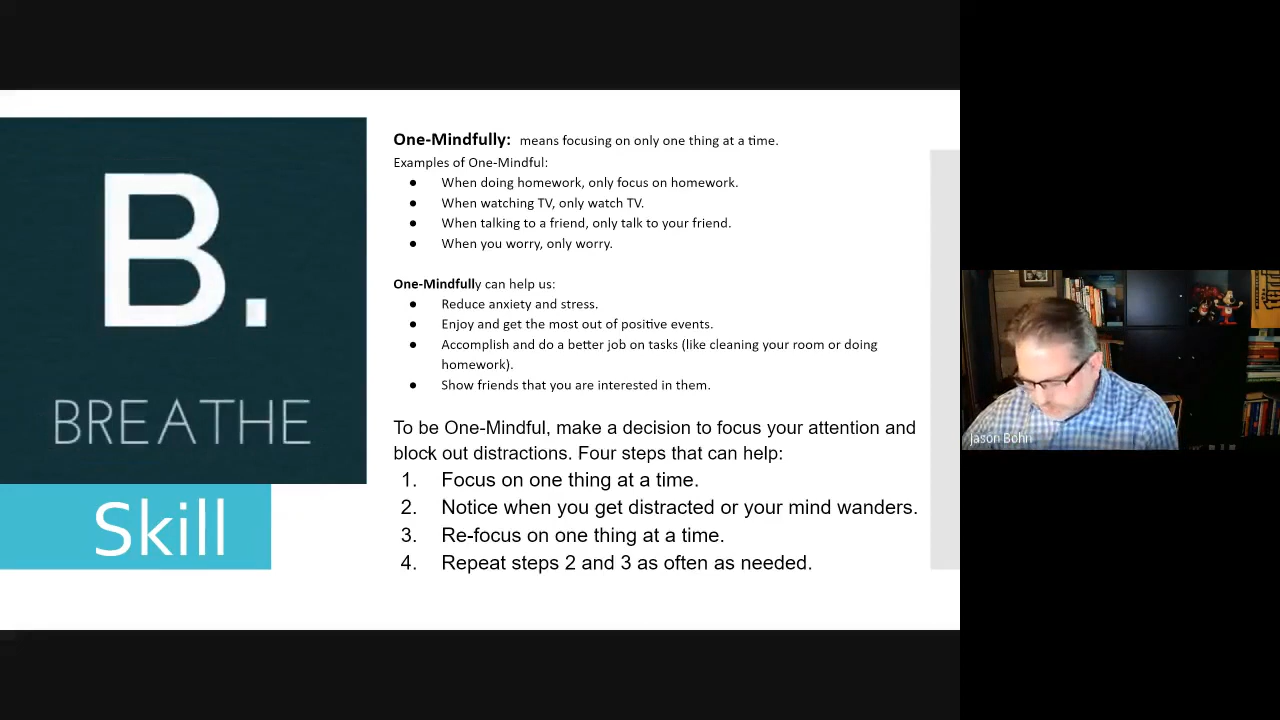 B.
BREATHE
Skill
One-Mindfully: means focusing on only one thing at a time.
Examples of One-Mindful:
● When doing homework, only focus on homework.
● When watching TV, only watch TV.
● When talking to a friend, only talk to your friend.
● When you worry, only worry.
One-Mindfully can help us:
● Reduce anxiety and stress.
● Enjoy and get the most out of positive events.
● Accomplish and do a better job on tasks (like cleaning your room or doing
homework).
● Show friends that you are interested in them.
To be One-Mindful, make a decision to focus your attention and
block out distractions. Four steps that can help:
1. Focus on one thing at a time.
2. Notice when you get distracted or your mind wanders.
3. Re-focus on one thing at a time.
4. Repeat steps 2 and 3 as often as needed.
Jason Bohn